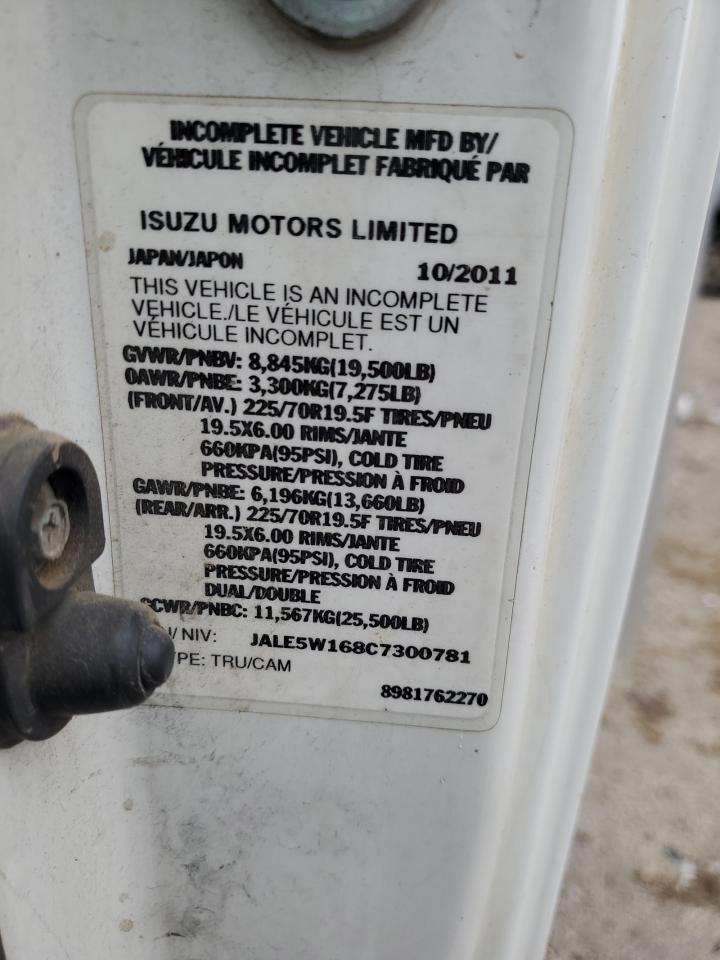 INCOMPLETE VEHICLE MFD BY/
VÉHICULE INCOMPLET FABRIQUÉ PAR
ISUZU MOTORS LIMITED
JAPAN/JAPON 10/2011
THIS VEHICLE IS AN INCOMPLETE
VEHICLE./LE VÉHICULE EST UN
VÉHICULE INCOMPLET.
GVWR/PNBV: 8,845KG(19,500LB)
GAWR/PNBE: 3,300KG(7,275LB)
(FRONT/AV.) 225/70R19.5F TIRES/PNEU
19.5X6.00 RIMS/JANTE
660KPA(95PSI), COLD TIRE
PRESSURE/PRESSION À FROID
GAWR/PNBE: 6,196KG(13,660LB)
(REAR/ARR.) 225/70R19.5F TIRES/PNEU
19.5X6.00 RIMS/JANTE
660KPA(95PSI), COLD TIRE
PRESSURE/PRESSION À FROID
DUAL/DOUBLE
GCWR/PNBC: 11,567KG(25,500LB)
/ NIV: JALE5W168C7300781
PE: TRU/CAM
8981762270